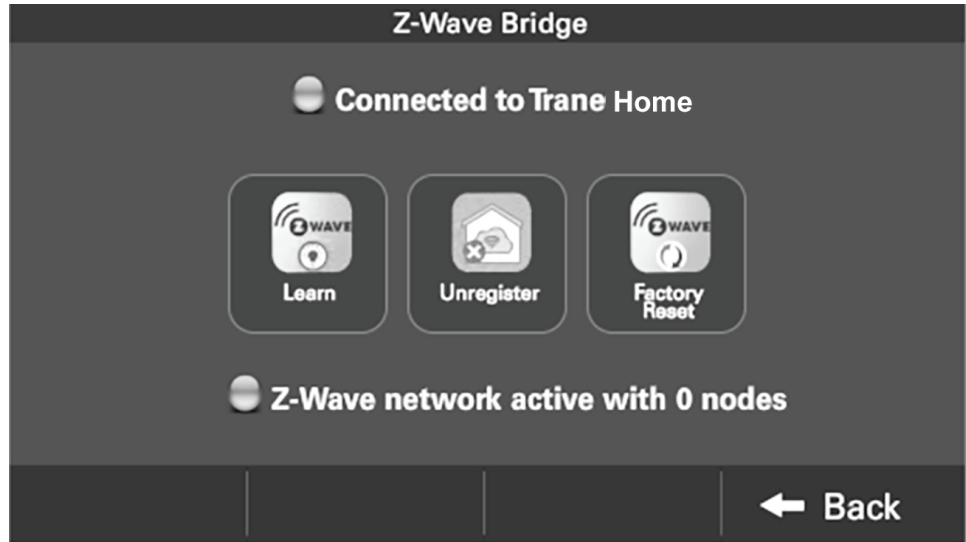 Z-Wave Bridge
Connected to Trane Home
Z WAVE
Z WAVE
Learn
Unregister
Factory
Reset
Z-Wave network active with 0 nodes
Back